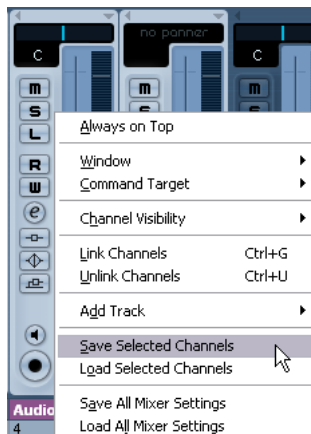 no panner
C
C
m
m
m
S
S
S
L
Always on Top
R
Window
W
Command Target
e
Channel Visibility
Link Channels Ctrl+G
Unlink Channels Ctrl+U
Add Track
Save Selected Channels
Load Selected Channels
Audio
Save All Mixer Settings
4
Load All Mixer Settings